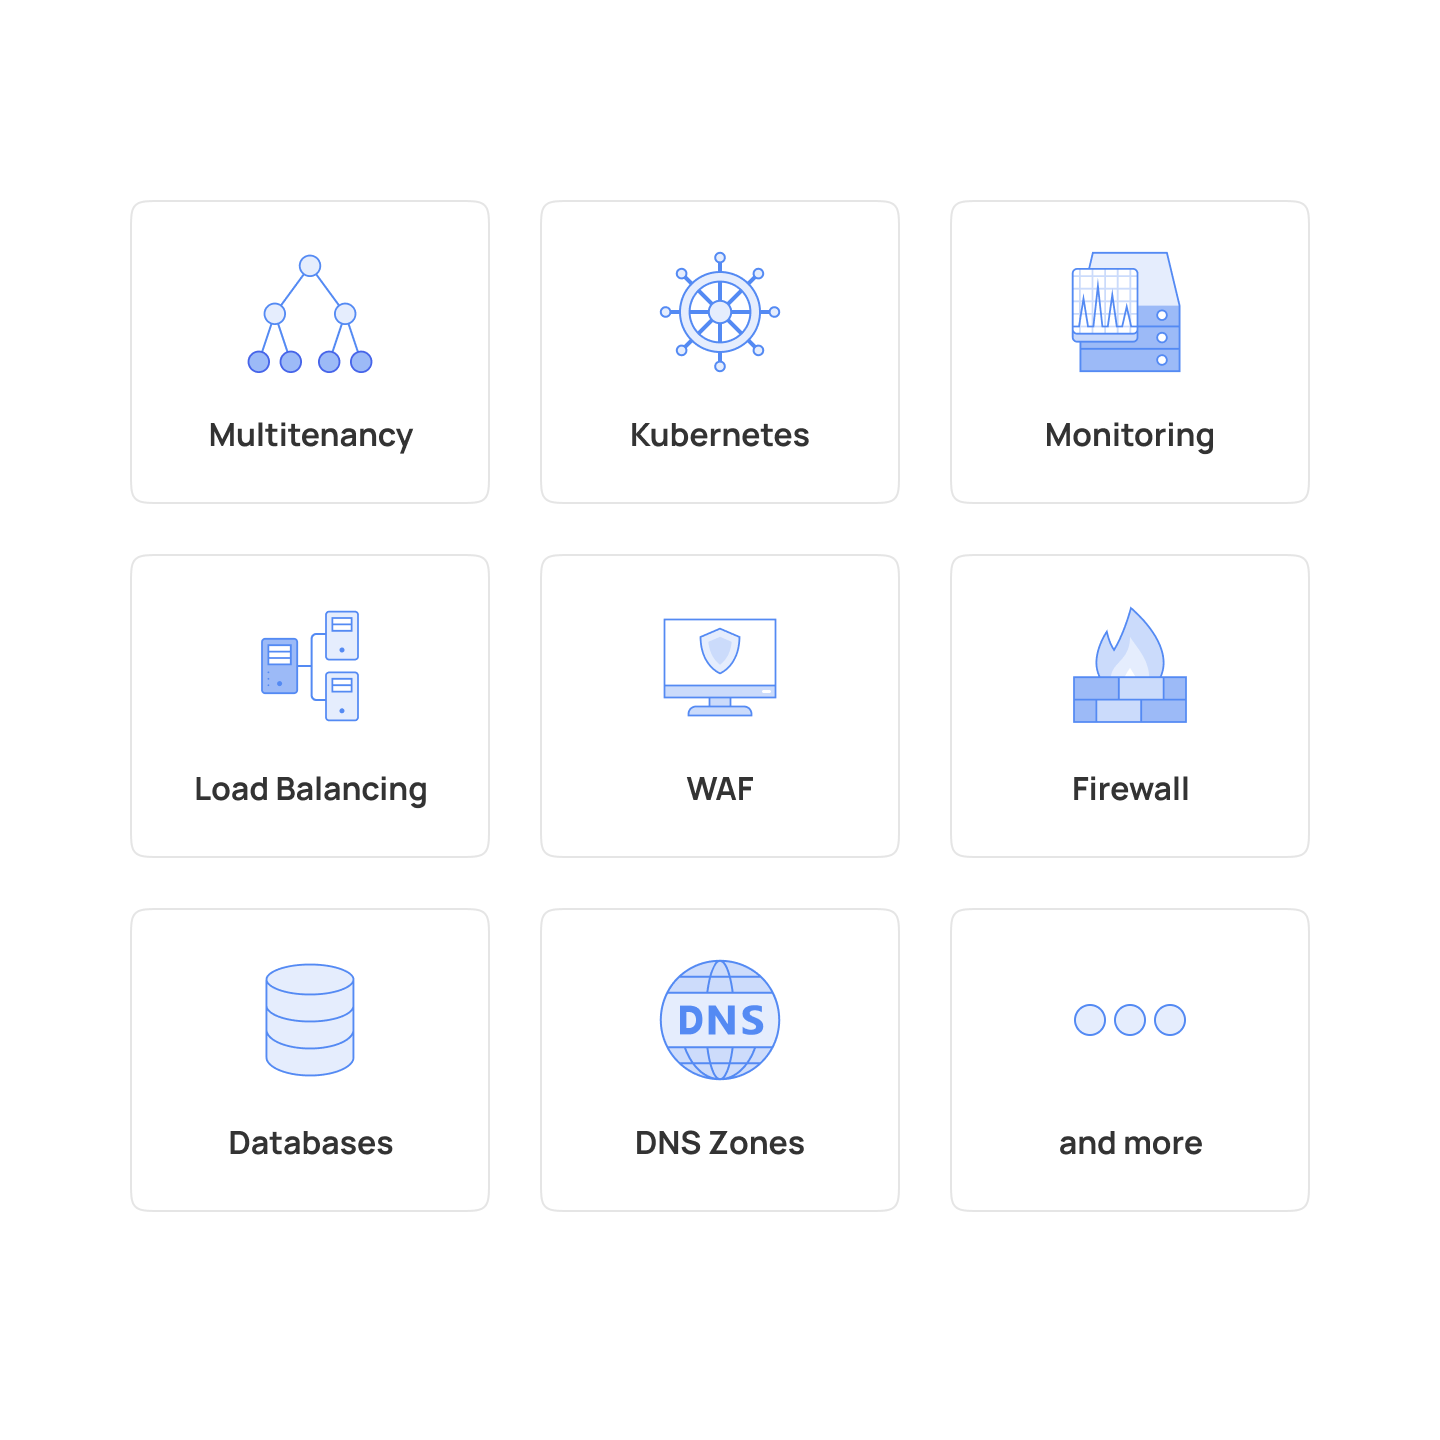 Multitenancy
Kubernetes
Monitoring
Load Balancing
WAF
Firewall
Databases
DNS
DNS Zones
and more